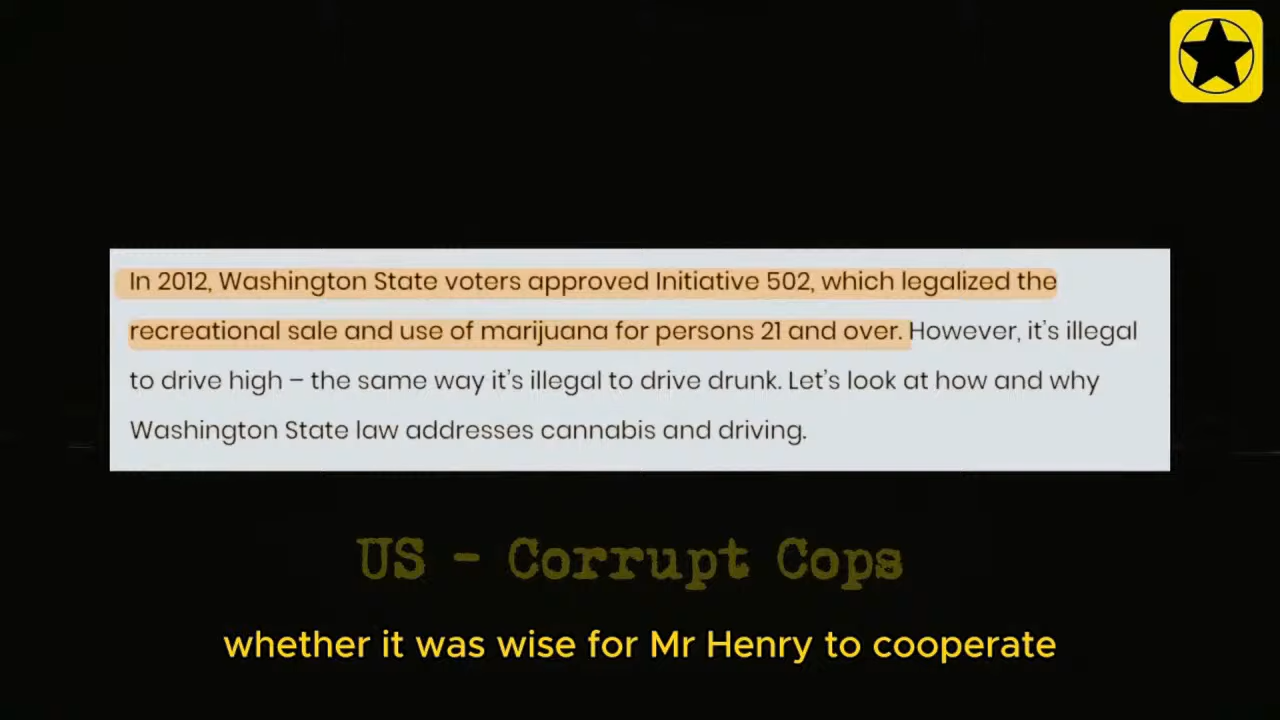 In 2012, Washington State voters approved Initiative 502, which legalized the
recreational sale and use of marijuana for persons 21 and over. However, it's illegal
to drive high – the same way it's illegal to drive drunk. Let's look at how and why
Washington State law addresses cannabis and driving.
US - Corrupt Cops
whether it was wise for Mr Henry to cooperate